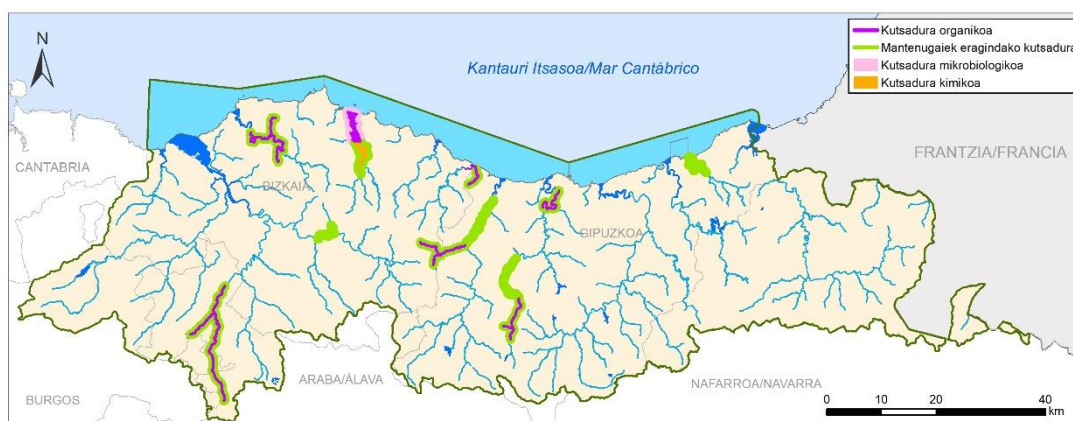 N
Kantauri Itsasoa/Mar Cantábrico
Kutsadura organikoa
Mantenugaiek eragindako kutsadura
Kutsadura mikrobiologikoa
Kutsadura kimikoa
CANTABRIA
BIZKAIA
FRANTZIA/FRANCIA
GIPUZKOA
ARABA/ÁLAVA
NAFARROA/NAVARRA
BURGOS
0 10 20 40
km